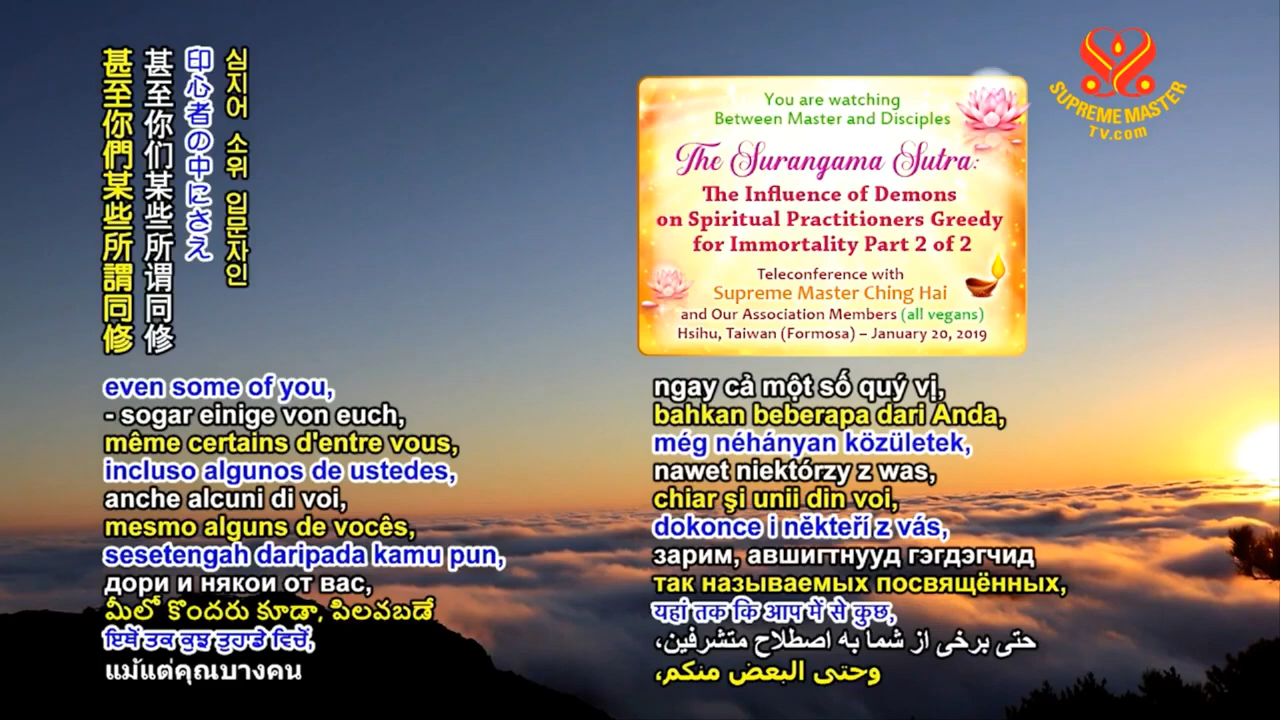 甚至你們某些所謂同修
甚至你们某些所谓同修
印心者の中にさえ
심지어 소위 입문자인
You are watching
Between Master and Disciples
The Surangama Sutra:
The Influence of Demons
on Spiritual Practitioners Greedy
for Immortality Part 2 of 2
Teleconference with
Supreme Master Ching Hai
and Our Association Members (all vegans)
Hsihu, Taiwan (Formosa) – January 20, 2019
SUPREME MASTER
TV.com
even some of you,
- sogar einige von euch,
même certains d'entre vous,
incluso algunos de ustedes,
anche alcuni di voi,
mesmo alguns de vocês,
sesetengah daripada kamu pun,
дори и някои от вас,
మీలో కొందరు కూడా, పిలవబడే
ਇਥੋਂ ਤਕ ਕੁਝ ਤੁਹਾਡੇ ਵਿਚੋਂ,
แม้แต่คุณบางคน
ngay cả một số quý vị,
bahkan beberapa dari Anda,
még néhányan közületek,
nawet niektórzy z was,
chiar şi unii din voi,
dokonce i někteří z vás,
зарим, авшигтнууд гэгдэгчид
так называемых посвящённых,
यहां तक कि आप में से कुछ,
حتی برخی از شما به اصطلاح متشرفین،
وحتى البعض منكم،